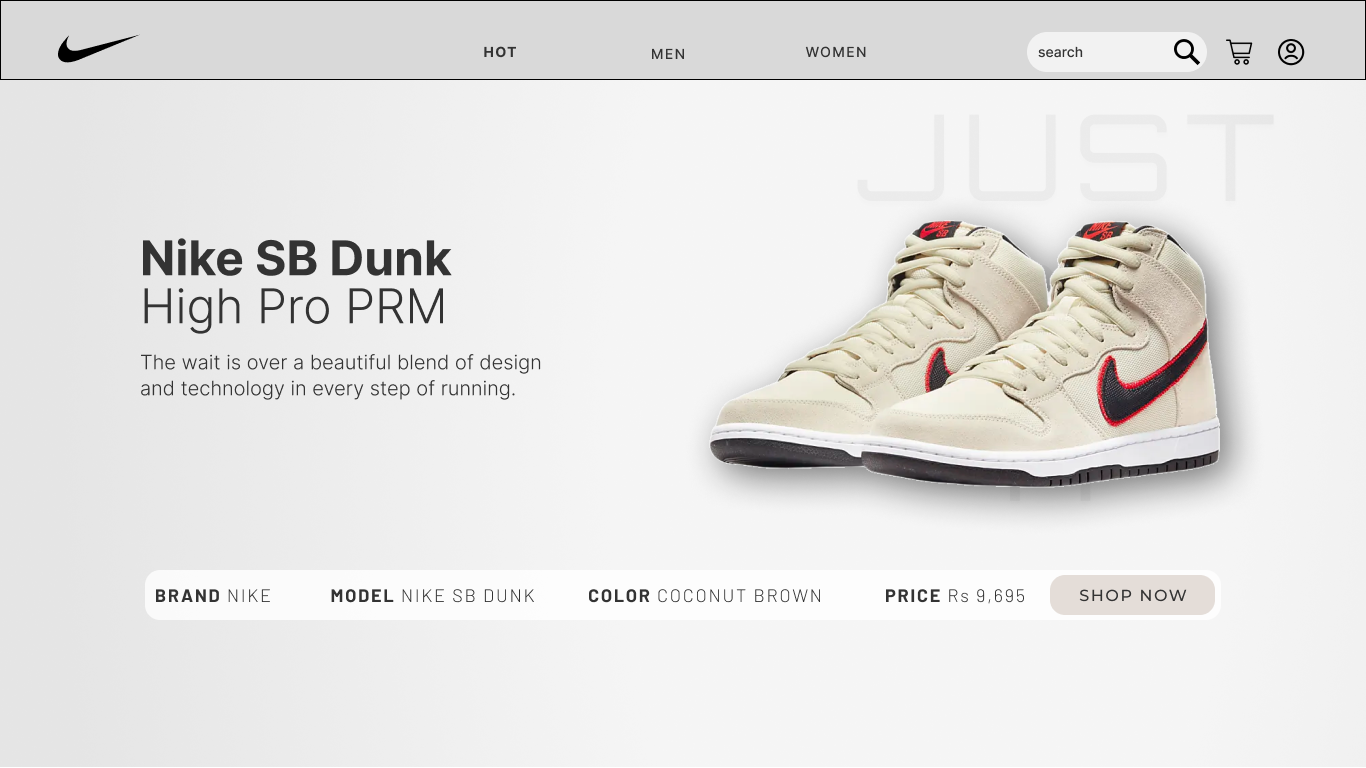 HOT
MEN
WOMEN
search
JUST
Nike SB Dunk
High Pro PRM
The wait is over a beautiful blend of design
and technology in every step of running.
BRAND NIKE
MODEL NIKE SB DUNK
COLOR COCONUT BROWN
PRICE Rs 9,695
SHOP NOW